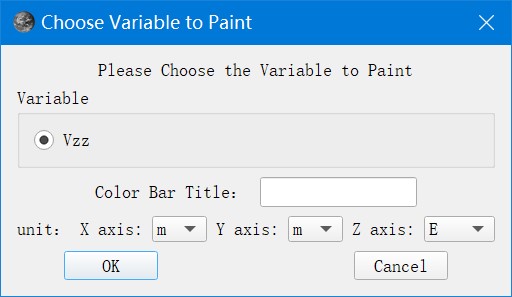 Choose Variable to Paint
Please Choose the Variable to Paint
Variable
Vzz
Color Bar Title:
unit: X axis: m Y axis: m Z axis: E
OK Cancel